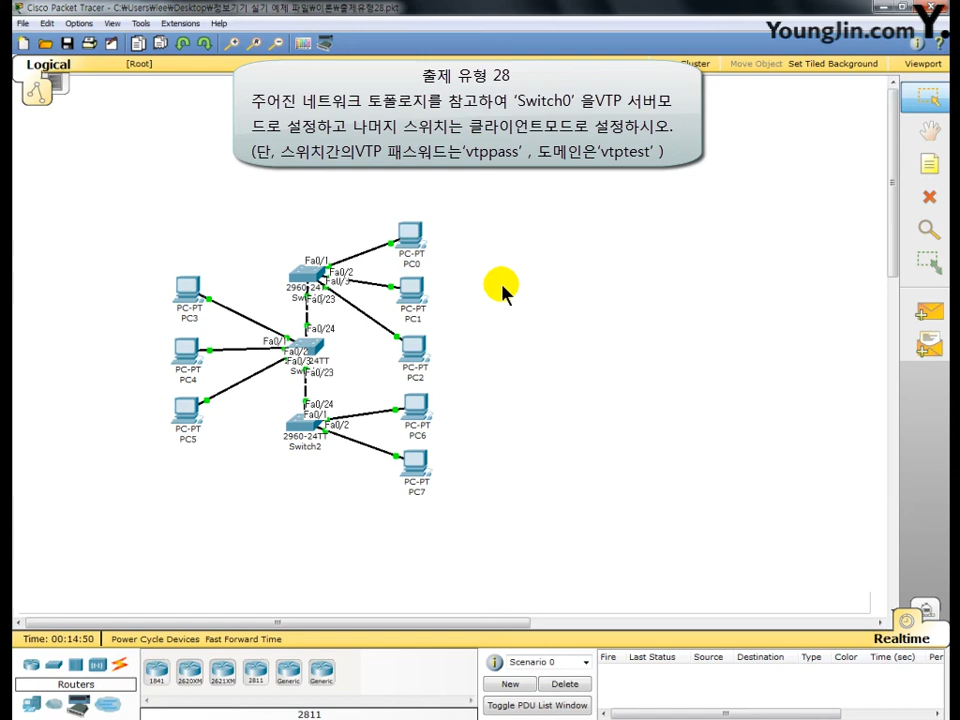 Cisco Packet Tracer - C:\Users\lee\Desktop\정보기기 실기 예제 파일\이론\출제유형28.pkt
File Edit Options View Tools Extensions Help
YoungJin.com Y.
Logical [Root] Cluster Move Object Set Tiled Background Viewport
출제 유형 28
주어진 네트워크 토폴로지를 참고하여 ‘Switch0’ 을VTP 서버모
드로 설정하고 나머지 스위치는 클라이언트모드로 설정하시오.
(단, 스위치간의VTP 패스워드는‘vtppass’ , 도메인은‘vtptest’ )
PC-PT
PC0
Fa0/1
Fa0/2
2960-24
Fa0/23
PC-PT
PC1
PC-PT
PC3
Fa0/24
Fa0/1
Fa0/2
24TT
Fa0/3
Fa0/23
PC-PT
PC2
PC-PT
PC4
Fa0/24
Fa0/1
Fa0/2
2960-24TT
Switch2
PC-PT
PC5
PC-PT
PC6
PC-PT
PC7
Time: 00:14:50 Power Cycle Devices Fast Forward Time Realtime
Routers
1841 2620XM 2621XM 2811 Generic Generic
2811
Scenario 0
New Delete
Toggle PDU List Window
Fire Last Status Source Destination Type Color Time (sec) Per